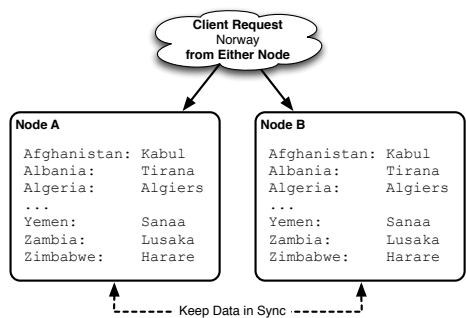 Client Request
Norway
from Either Node
Node A
Afghanistan: Kabul
Albania: Tirana
Algeria: Algiers
...
Yemen: Sanaa
Zambia: Lusaka
Zimbabwe: Harare
Node B
Afghanistan: Kabul
Albania: Tirana
Algeria: Algiers
...
Yemen: Sanaa
Zambia: Lusaka
Zimbabwe: Harare
Keep Data in Sync